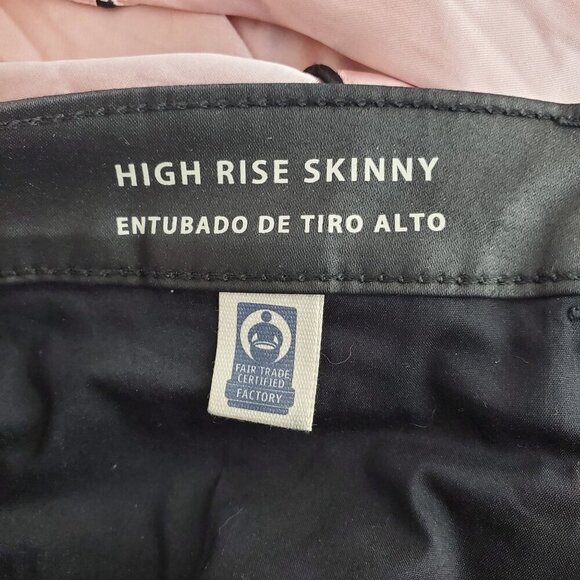 HIGH RISE SKINNY
ENTUBADO DE TIRO ALTO
FAIR TRADE
CERTIFIED
FACTORY